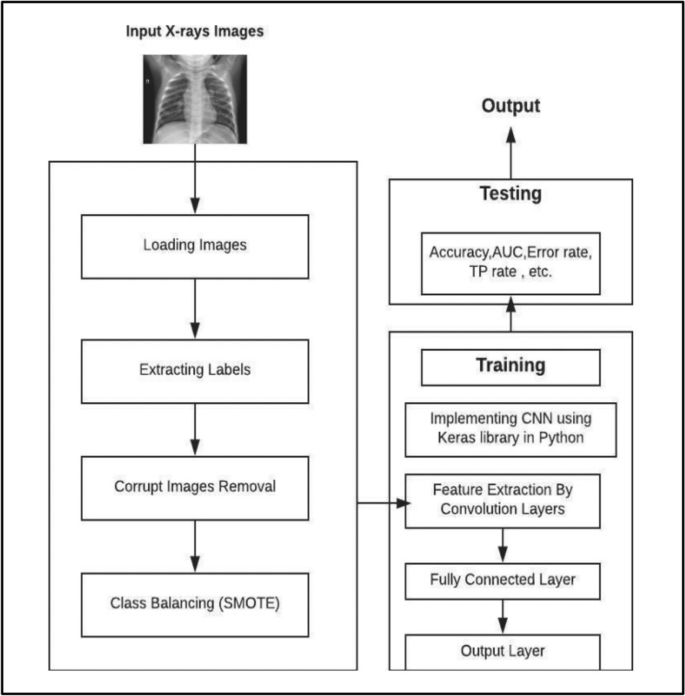 Input X-rays Images
Loading Images
Extracting Labels
Corrupt Images Removal
Class Balancing (SMOTE)
Output
Testing
Accuracy,AUC,Error rate,
TP rate , etc.
Training
Implementing CNN using
Keras library in Python
Feature Extraction By
Convolution Layers
Fully Connected Layer
Output Layer